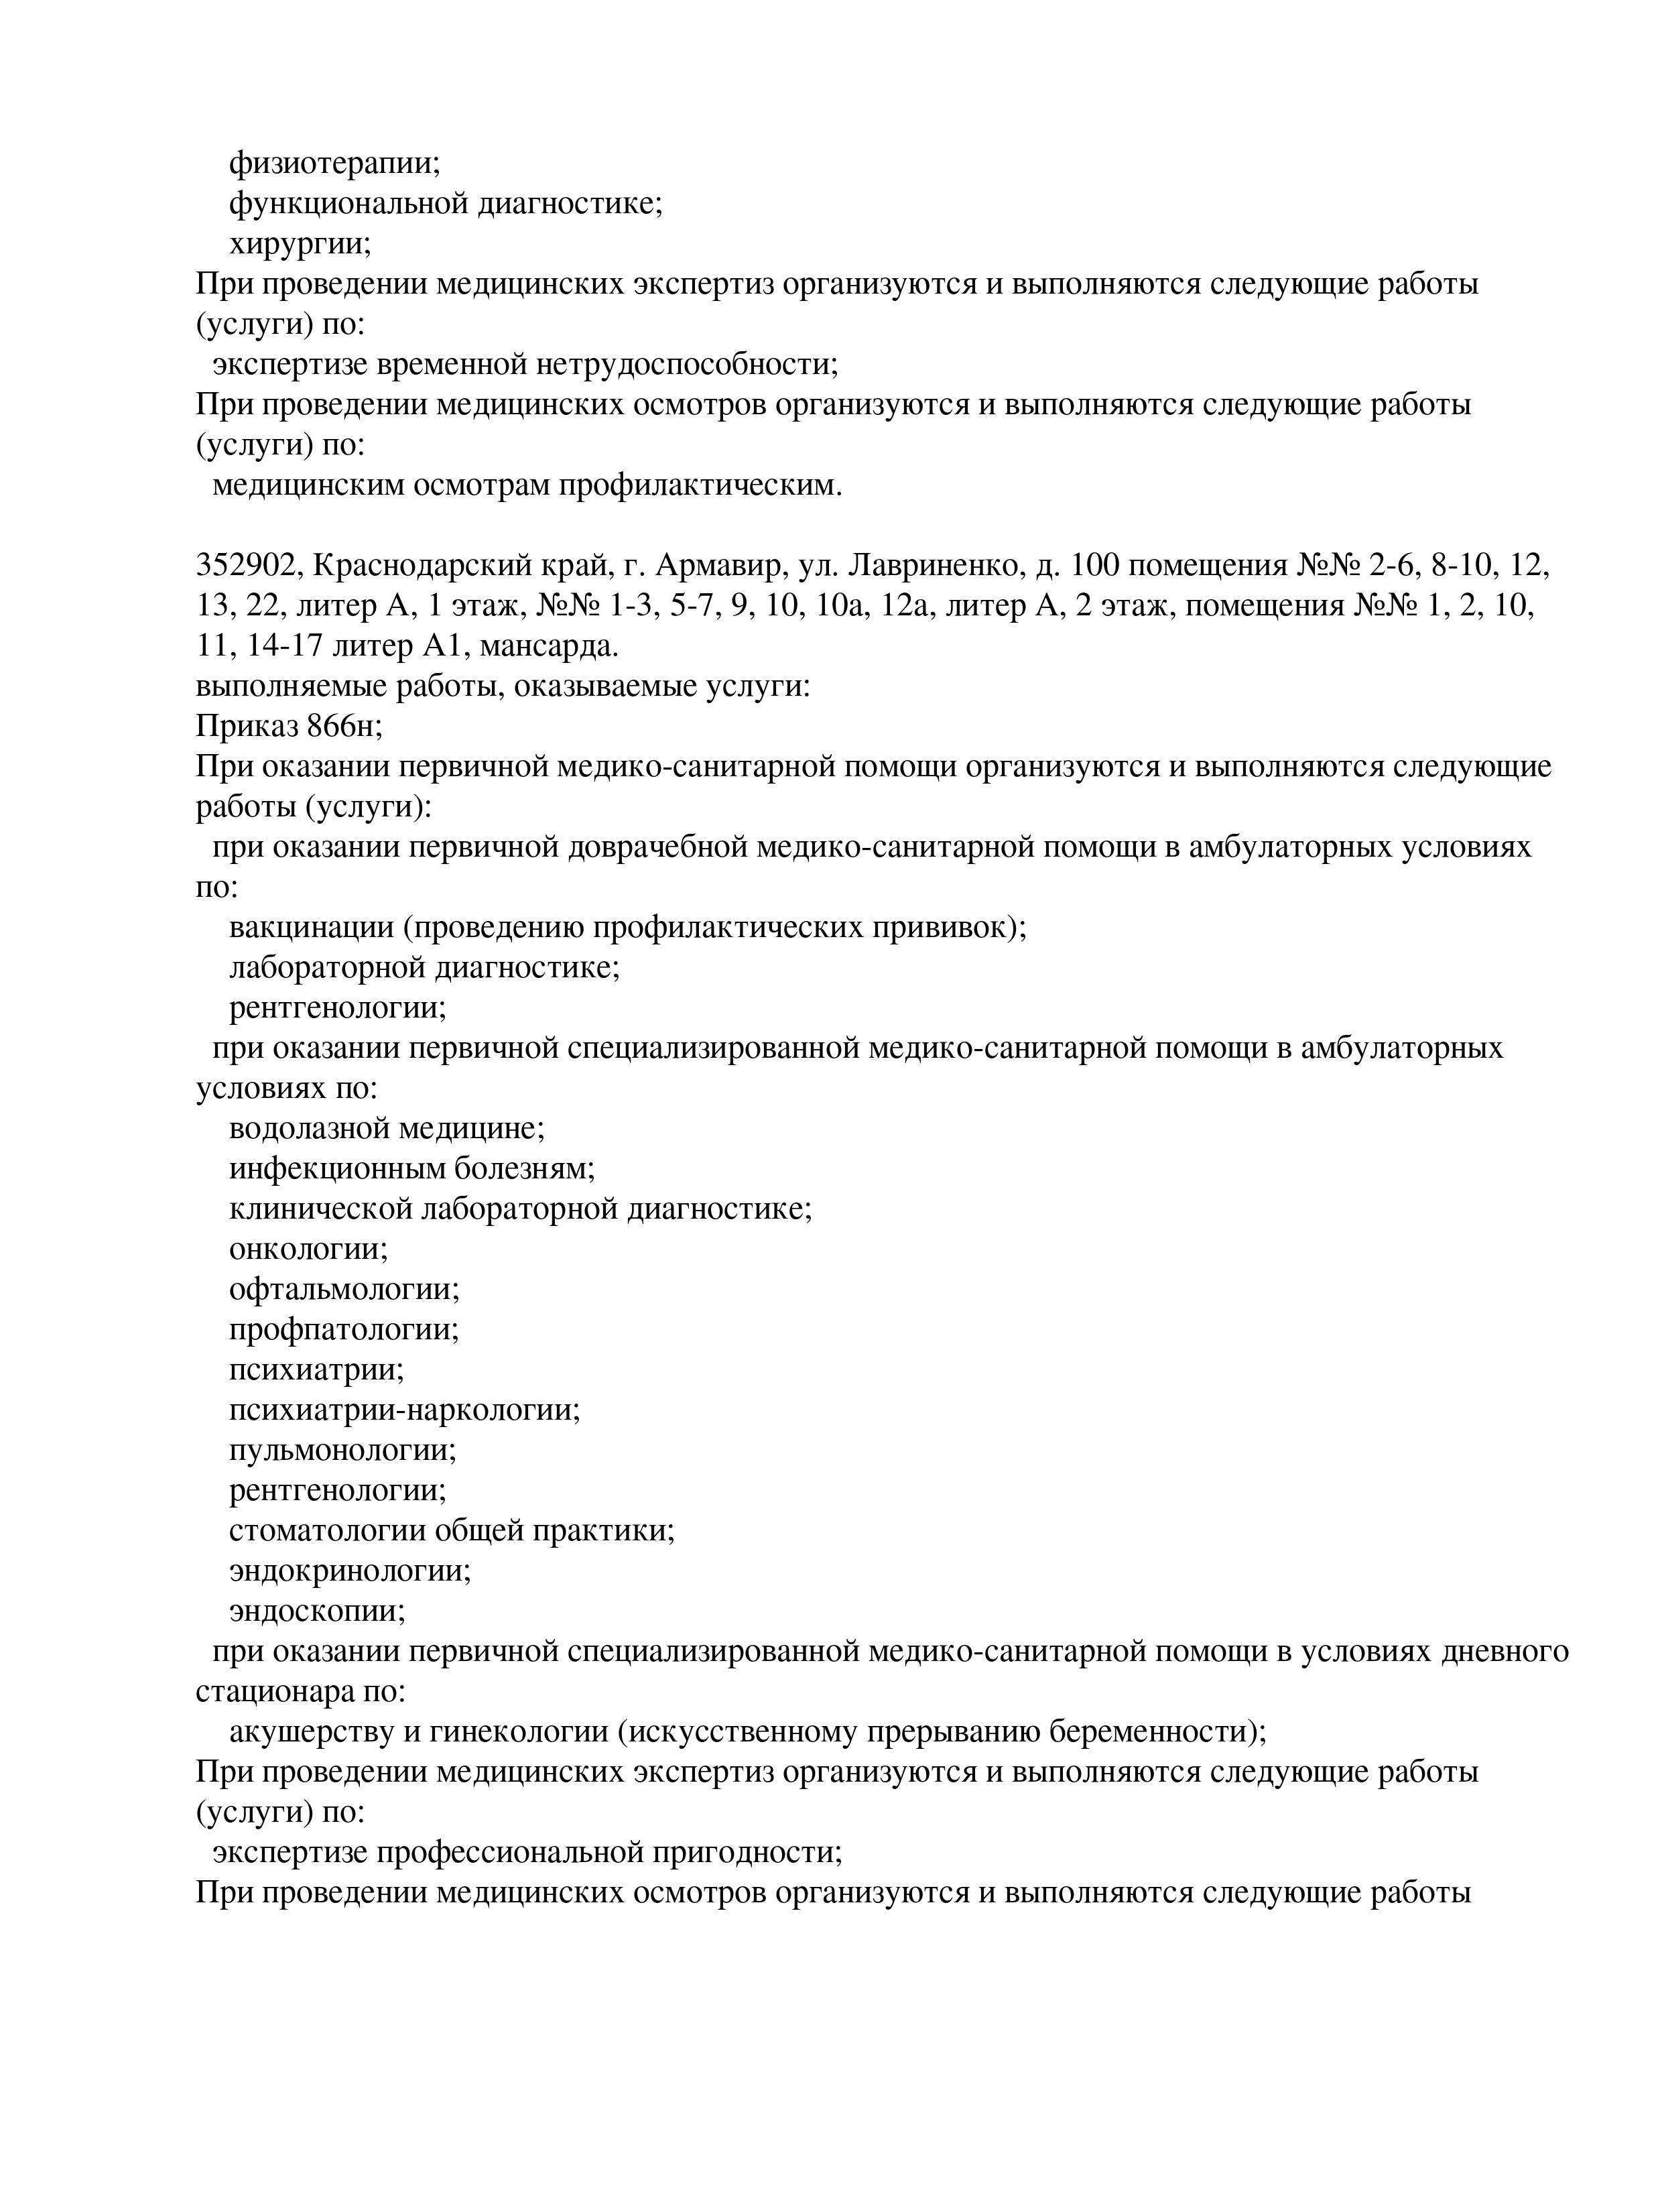 физиотерапии;
функциональной диагностике;
хирургии;
При проведении медицинских экспертиз организуются и выполняются следующие работы
(услуги) по:
экспертизе временной нетрудоспособности;
При проведении медицинских осмотров организуются и выполняются следующие работы
(услуги) по:
медицинским осмотрам профилактическим.
352902, Краснодарский край, г. Армавир, ул. Лавриненко, д. 100 помещения №№ 2-6, 8-10, 12,
13, 22, литер А, 1 этаж, №№ 1-3, 5-7, 9, 10, 10а, 12а, литер А, 2 этаж, помещения №№ 1, 2, 10,
11, 14-17 литер А1, мансарда.
выполняемые работы, оказываемые услуги:
Приказ 866н;
При оказании первичной медико-санитарной помощи организуются и выполняются следующие
работы (услуги):
при оказании первичной доврачебной медико-санитарной помощи в амбулаторных условиях
по:
вакцинации (проведению профилактических прививок);
лабораторной диагностике;
рентгенологии;
при оказании первичной специализированной медико-санитарной помощи в амбулаторных
условиях по:
водолазной медицине;
инфекционным болезням;
клинической лабораторной диагностике;
онкологии;
офтальмологии;
профпатологии;
психиатрии;
психиатрии-наркологии;
пульмонологии;
рентгенологии;
стоматологии общей практики;
эндокринологии;
эндоскопии;
при оказании первичной специализированной медико-санитарной помощи в условиях дневного
стационара по:
акушерству и гинекологии (искусственному прерыванию беременности);
При проведении медицинских экспертиз организуются и выполняются следующие работы
(услуги) по:
экспертизе профессиональной пригодности;
При проведении медицинских осмотров организуются и выполняются следующие работы